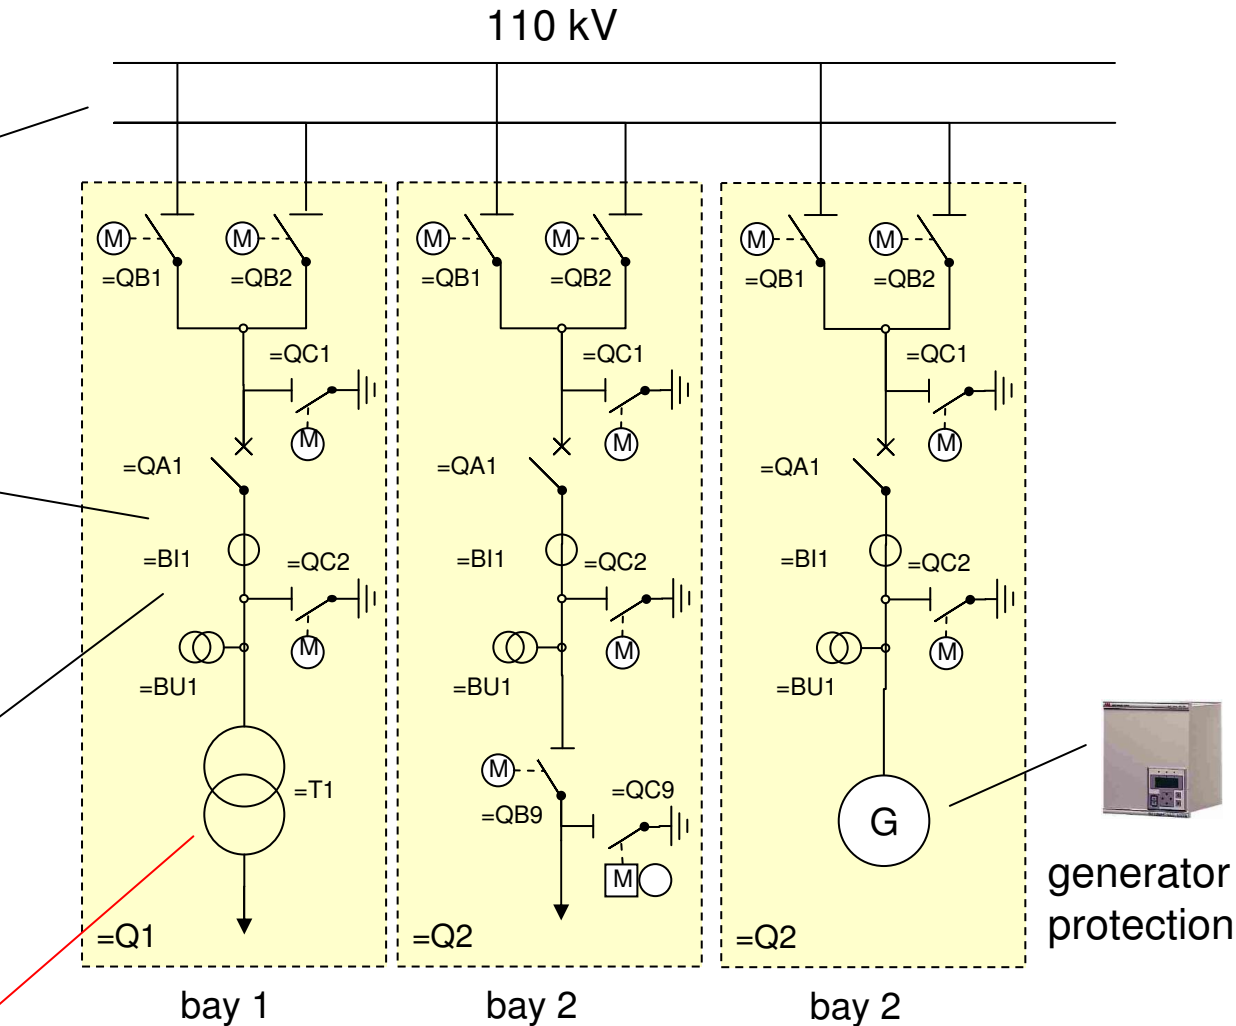 110 kV
M M M M M M
=QB1 =QB2 =QB1 =QB2 =QB1 =QB2
=QC1 =QC1 =QC1
M M M
=QA1 =QA1 =QA1
=BI1 =QC2 =BI1 =QC2 =BI1 =QC2
M M M
=BU1 =BU1 =BU1
M
=T1 =QC9
=QB9 G
M
generator
protection
=Q1 =Q2 =Q2
bay 1 bay 2 bay 2